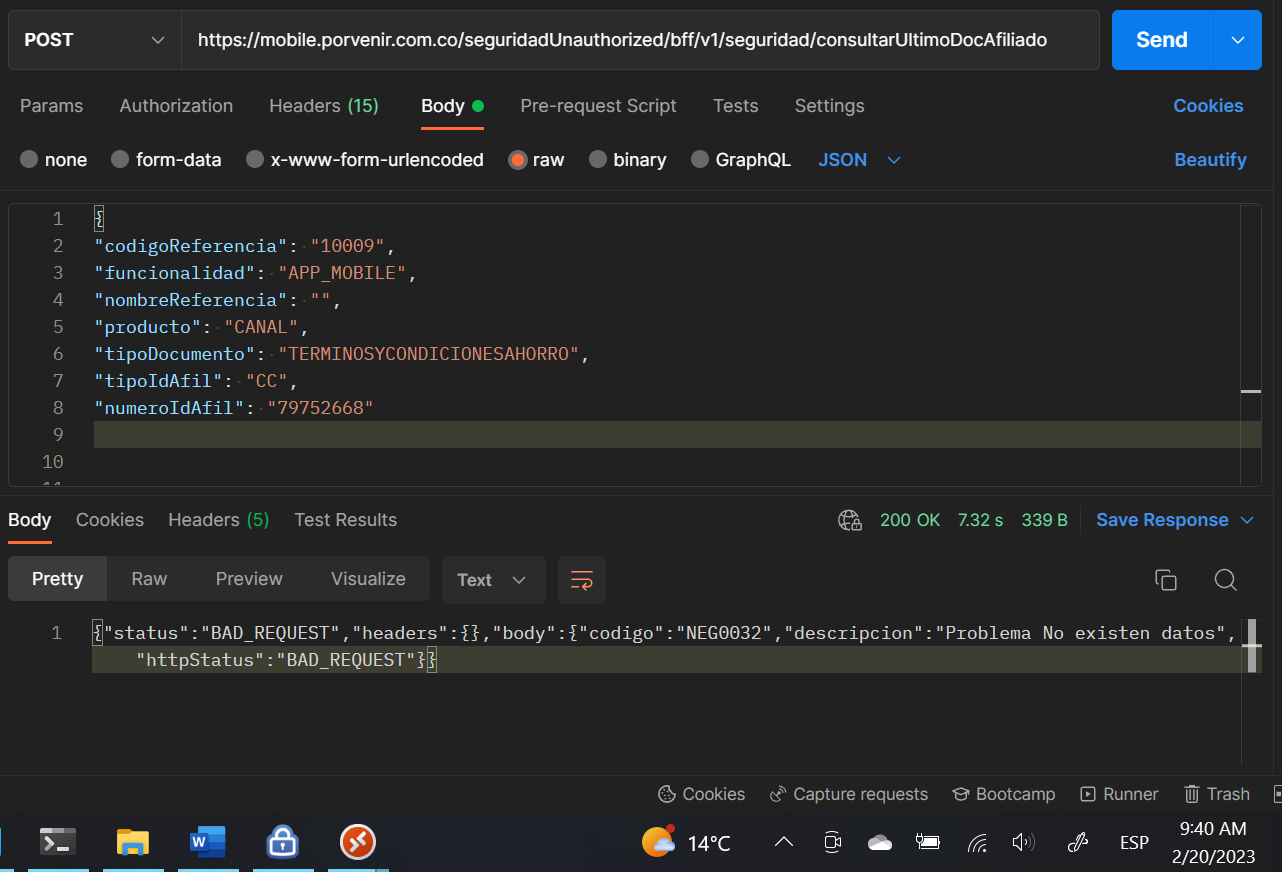 POST
https://mobile.porvenir.com.co/seguridadUnauthorized/bff/v1/seguridad/consultarUltimoDocAfiliado
Send
Params Authorization Headers (15) Body Pre-request Script Tests Settings Cookies
none form-data x-www-form-urlencoded raw binary GraphQL JSON Beautify
1 {
2 "codigoReferencia": "10009",
3 "funcionalidad": "APP_MOBILE",
4 "nombreReferencia": "",
5 "producto": "CANAL",
6 "tipoDocumento": "TERMINOSYCONDICIONESAHORRO",
7 "tipoIdAfil": "CC",
8 "numeroIdAfil": "79752668"
9
10
Body Cookies Headers (5) Test Results 200 OK 7.32 s 339 B Save Response
Pretty Raw Preview Visualize Text
1 {"status":"BAD_REQUEST","headers":{},"body":{"codigo":"NEG0032","descripcion":"Problema No existen datos",
"httpStatus":"BAD_REQUEST"}}
Cookies Capture requests Bootcamp Runner Trash
W 14°C ESP 9:40 AM
2/20/2023